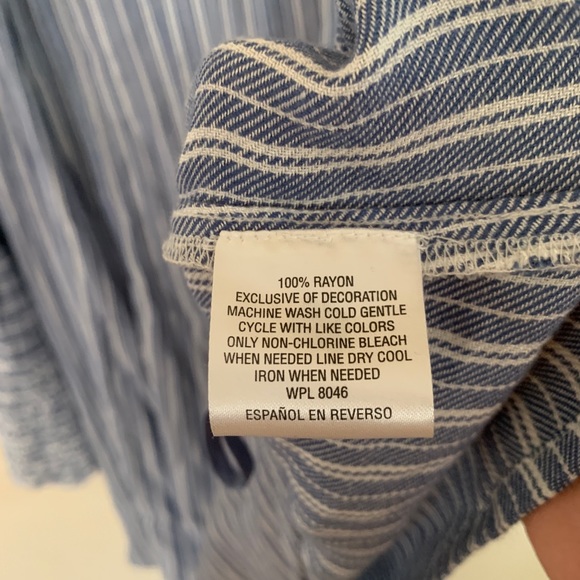 100% RAYON
EXCLUSIVE OF DECORATION
MACHINE WASH COLD GENTLE
CYCLE WITH LIKE COLORS
ONLY NON-CHLORINE BLEACH
WHEN NEEDED LINE DRY COOL
IRON WHEN NEEDED
WPL 8046
ESPAÑOL EN REVERSO